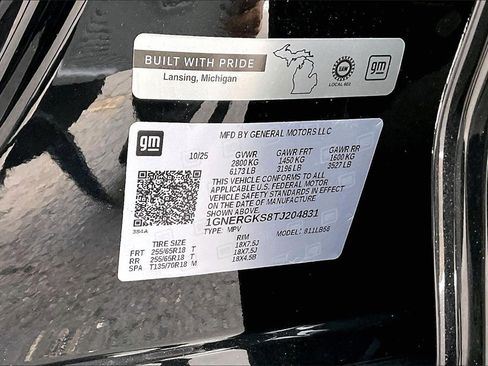 BUILT WITH PRIDE
Lansing, Michigan
UAW
LOCAL 602
gm
gm
MFD BY GENERAL MOTORS LLC
10/25 GVWR GAWR FRT GAWR RR
2800 KG 1450 KG 1600 KG
6173 LB 3196 LB 3527 LB
THIS VEHICLE CONFORMS TO ALL
APPLICABLE U.S. FEDERAL MOTOR
VEHICLE SAFETY STANDARDS IN EFFECT
ON THE DATE OF MANUFACTURE
SHOWN ABOVE.
1GNERGKS8TJ204831
TYPE: MPV MODEL: 811LB56
TIRE SIZE RIM
FRT 255/65R18 T 18X7.5J
RR 255/65R18 T 18X7.5J
SPA T135/70R18 M 18X4.5B